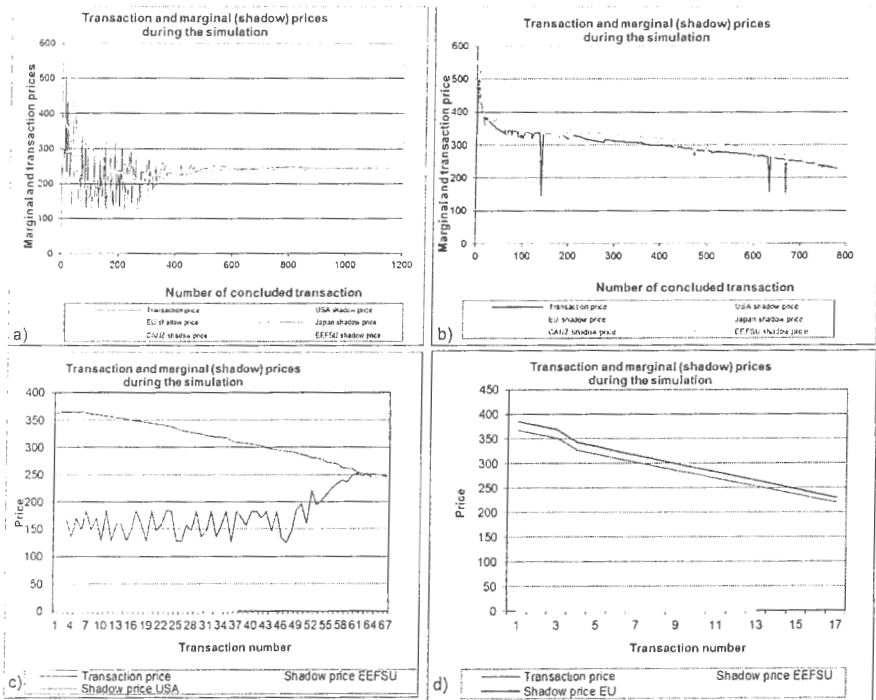 Transaction and marginal (shadow) prices
during the simulation
600
500
400
300
200
100
0
0 200 400 600 800 1000 1200
Marginal and transaction prices
Number of concluded transaction
Transaction price
USA shadow price
EU shadow price
Japan shadow price
CANZ shadow price
EEFSU shadow price
a)
Transaction and marginal (shadow) prices
during the simulation
600
500
400
300
200
100
0
0 100 200 300 400 500 600 700 800
Marginal and transaction price
Number of concluded transaction
Transaction price
USA shadow price
EU shadow price
Japan shadow price
CANZ shadow price
EEFSU shadow price
b)
Transaction and marginal (shadow) prices
during the simulation
400
350
300
250
200
150
100
50
0
1 4 7 10 13 16 19 22 25 28 31 34 37 40 43 46 49 52 55 58 61 64 67
Price
Transaction number
Transaction price
Shadow price EEFSU
Shadow price USA
c)
Transaction and marginal (shadow) prices
during the simulation
450
400
350
300
250
200
150
100
50
0
1 3 5 7 9 11 13 15 17
Price
Transaction number
Transaction price
Shadow price EEFSU
Shadow price EU
d)